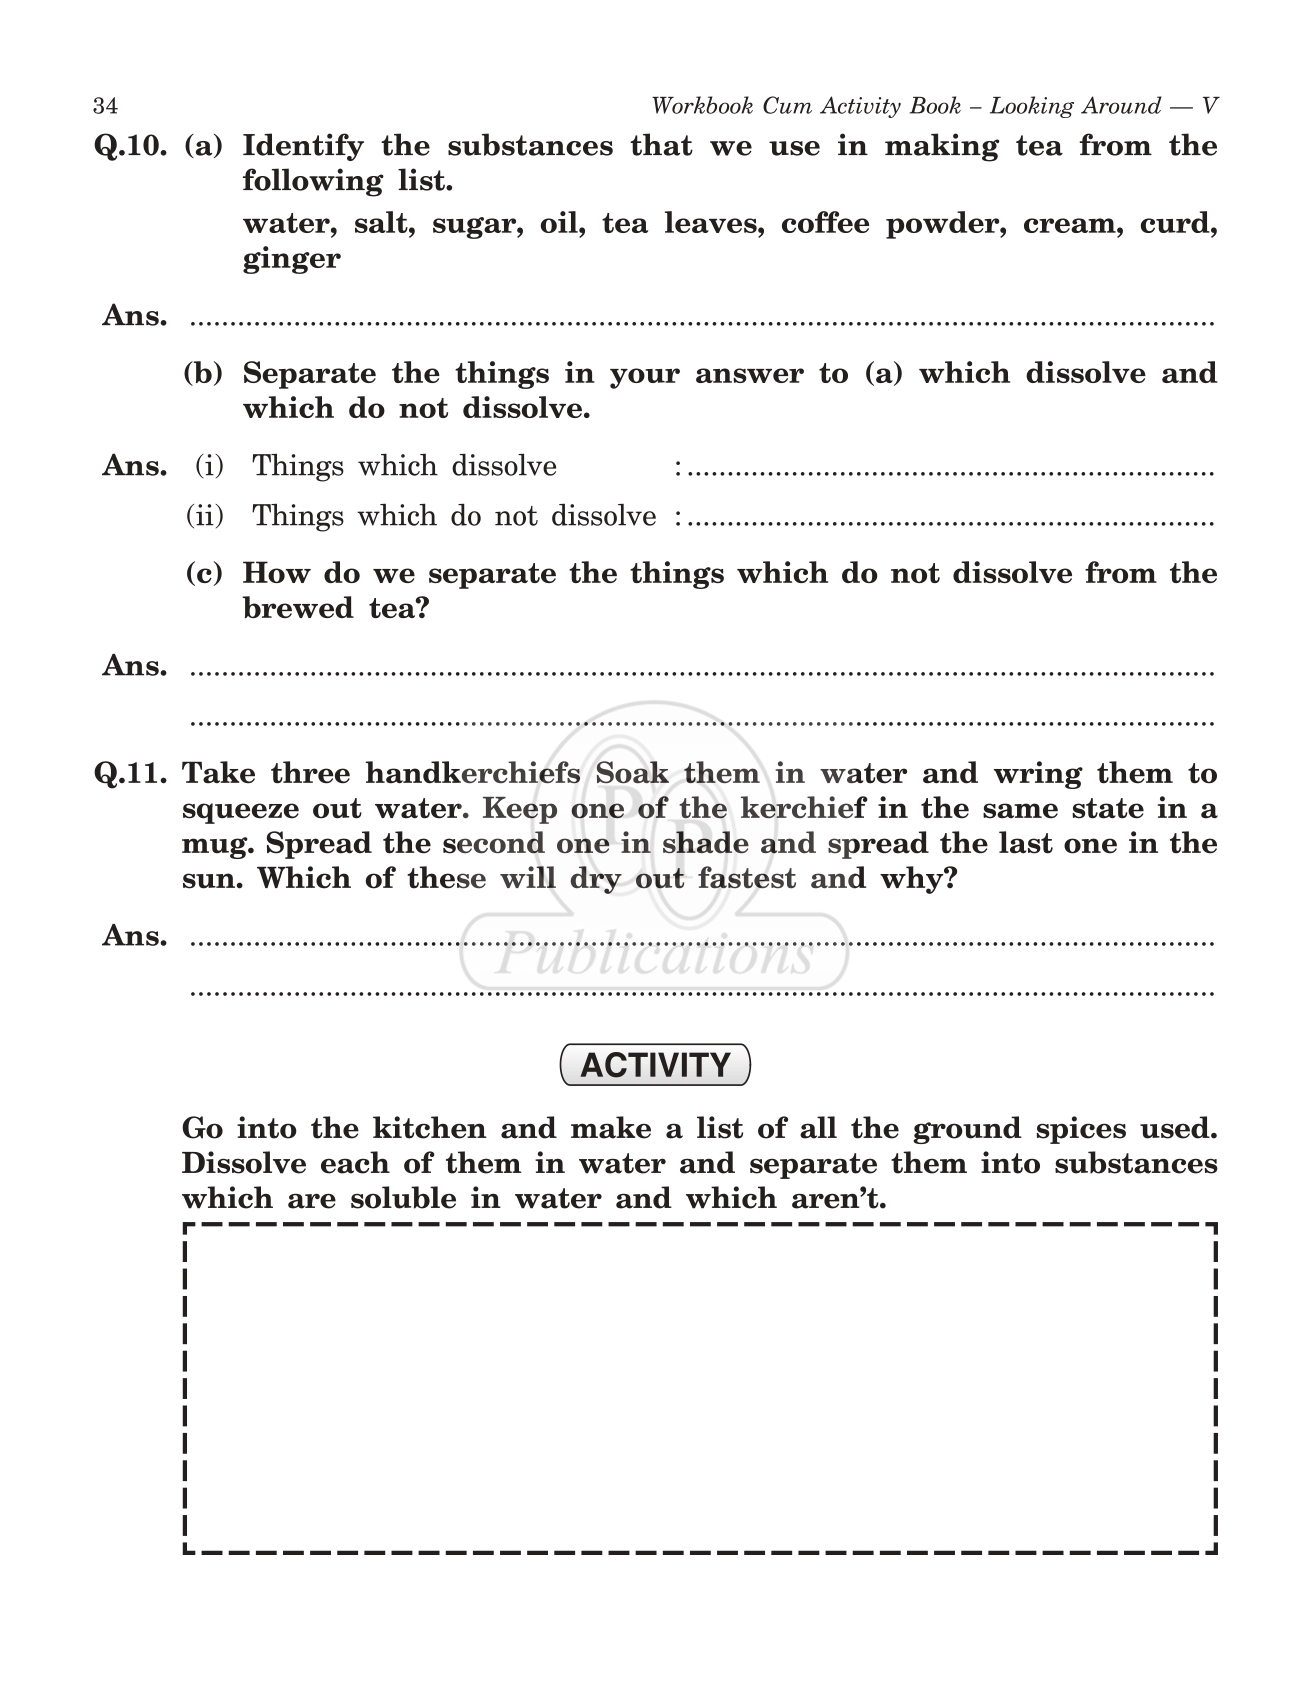 34 Workbook Cum Activity Book – Looking Around — V
Q.10. (a) Identify the substances that we use in making tea from the
following list.
water, salt, sugar, oil, tea leaves, coffee powder, cream, curd,
ginger
Ans. ................................................................................
(b) Separate the things in your answer to (a) which dissolve and
which do not dissolve.
Ans. (i) Things which dissolve : ................................................................
(ii) Things which do not dissolve : ................................................................
(c) How do we separate the things which do not dissolve from the
brewed tea?
Ans. ................................................................................
................................................................................
Q.11. Take three handkerchiefs Soak them in water and wring them to
squeeze out water. Keep one of the kerchief in the same state in a
mug. Spread the second one in shade and spread the last one in the
sun. Which of these will dry out fastest and why?
Ans. ................................................................................
................................................................................
PP
Publications
ACTIVITY
Go into the kitchen and make a list of all the ground spices used.
Dissolve each of them in water and separate them into substances
which are soluble in water and which aren't.